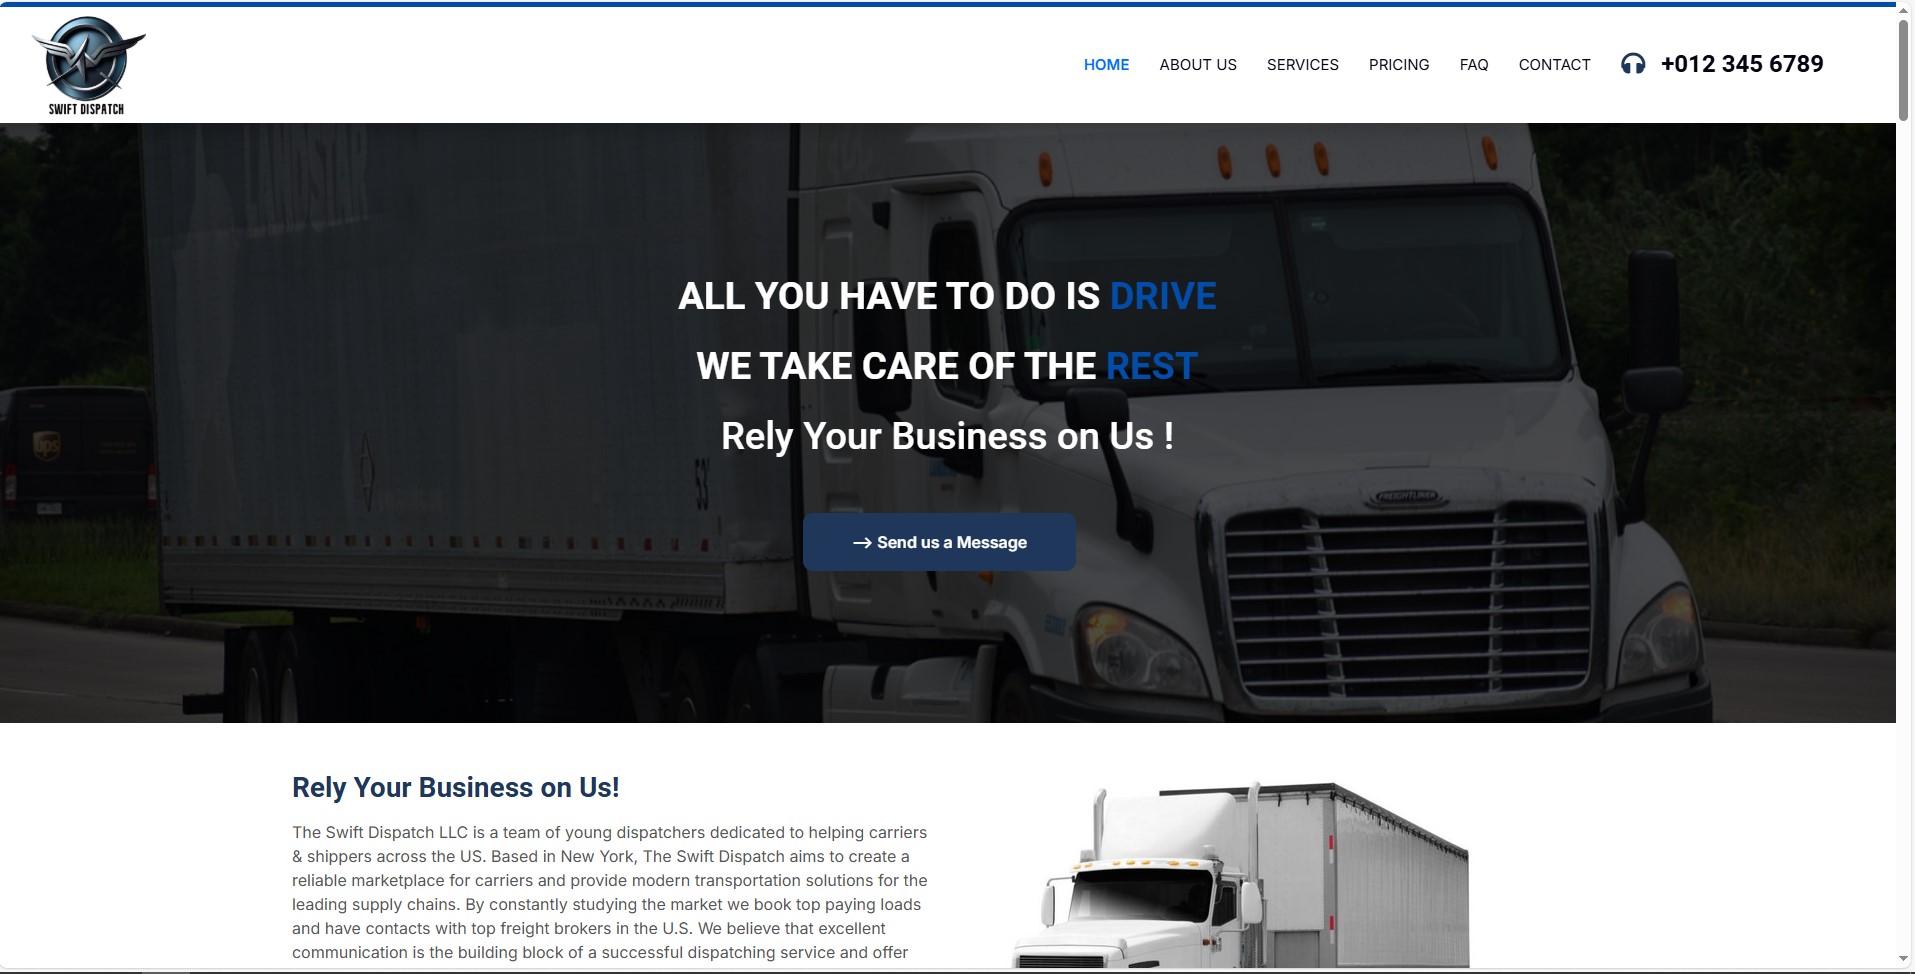 SWIFT DISPATCH
HOME ABOUT US SERVICES PRICING FAQ CONTACT +012 345 6789
LANDSTAR
ALL YOU HAVE TO DO IS DRIVE
WE TAKE CARE OF THE REST
Rely Your Business on Us !
ups
53'
FREIGHTLINER
→ Send us a Message
Rely Your Business on Us!
The Swift Dispatch LLC is a team of young dispatchers dedicated to helping carriers
& shippers across the US. Based in New York, The Swift Dispatch aims to create a
reliable marketplace for carriers and provide modern transportation solutions for the
leading supply chains. By constantly studying the market we book top paying loads
and have contacts with top freight brokers in the U.S. We believe that excellent
communication is the building block of a successful dispatching service and offer